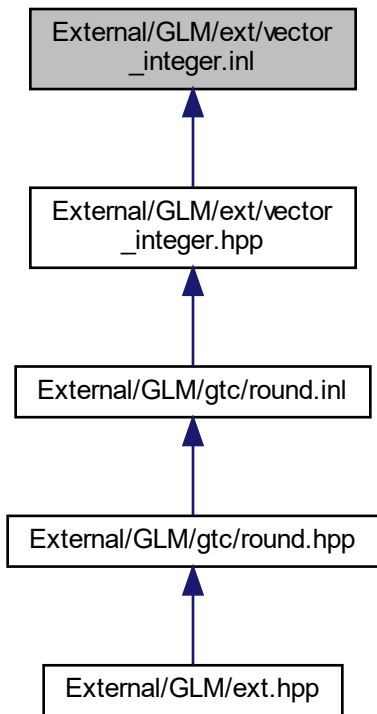 External/GLM/ext/vector
_integer.inl
External/GLM/ext/vector
_integer.hpp
External/GLM/gtc/round.inl
External/GLM/gtc/round.hpp
External/GLM/ext.hpp